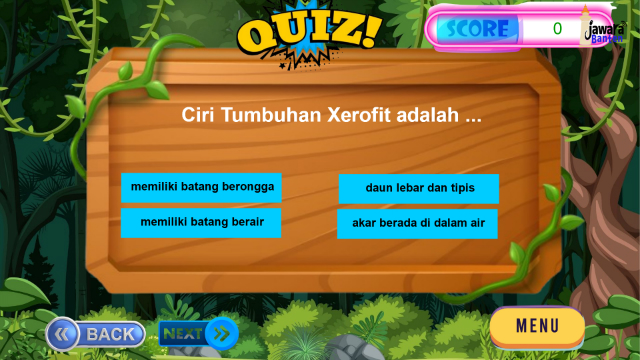 QUIZ!
SCORE 0
jawara
Banten
Ciri Tumbuhan Xerofit adalah ...
memiliki batang berongga
daun lebar dan tipis
memiliki batang berair
akar berada di dalam air
BACK
NEXT
MENU